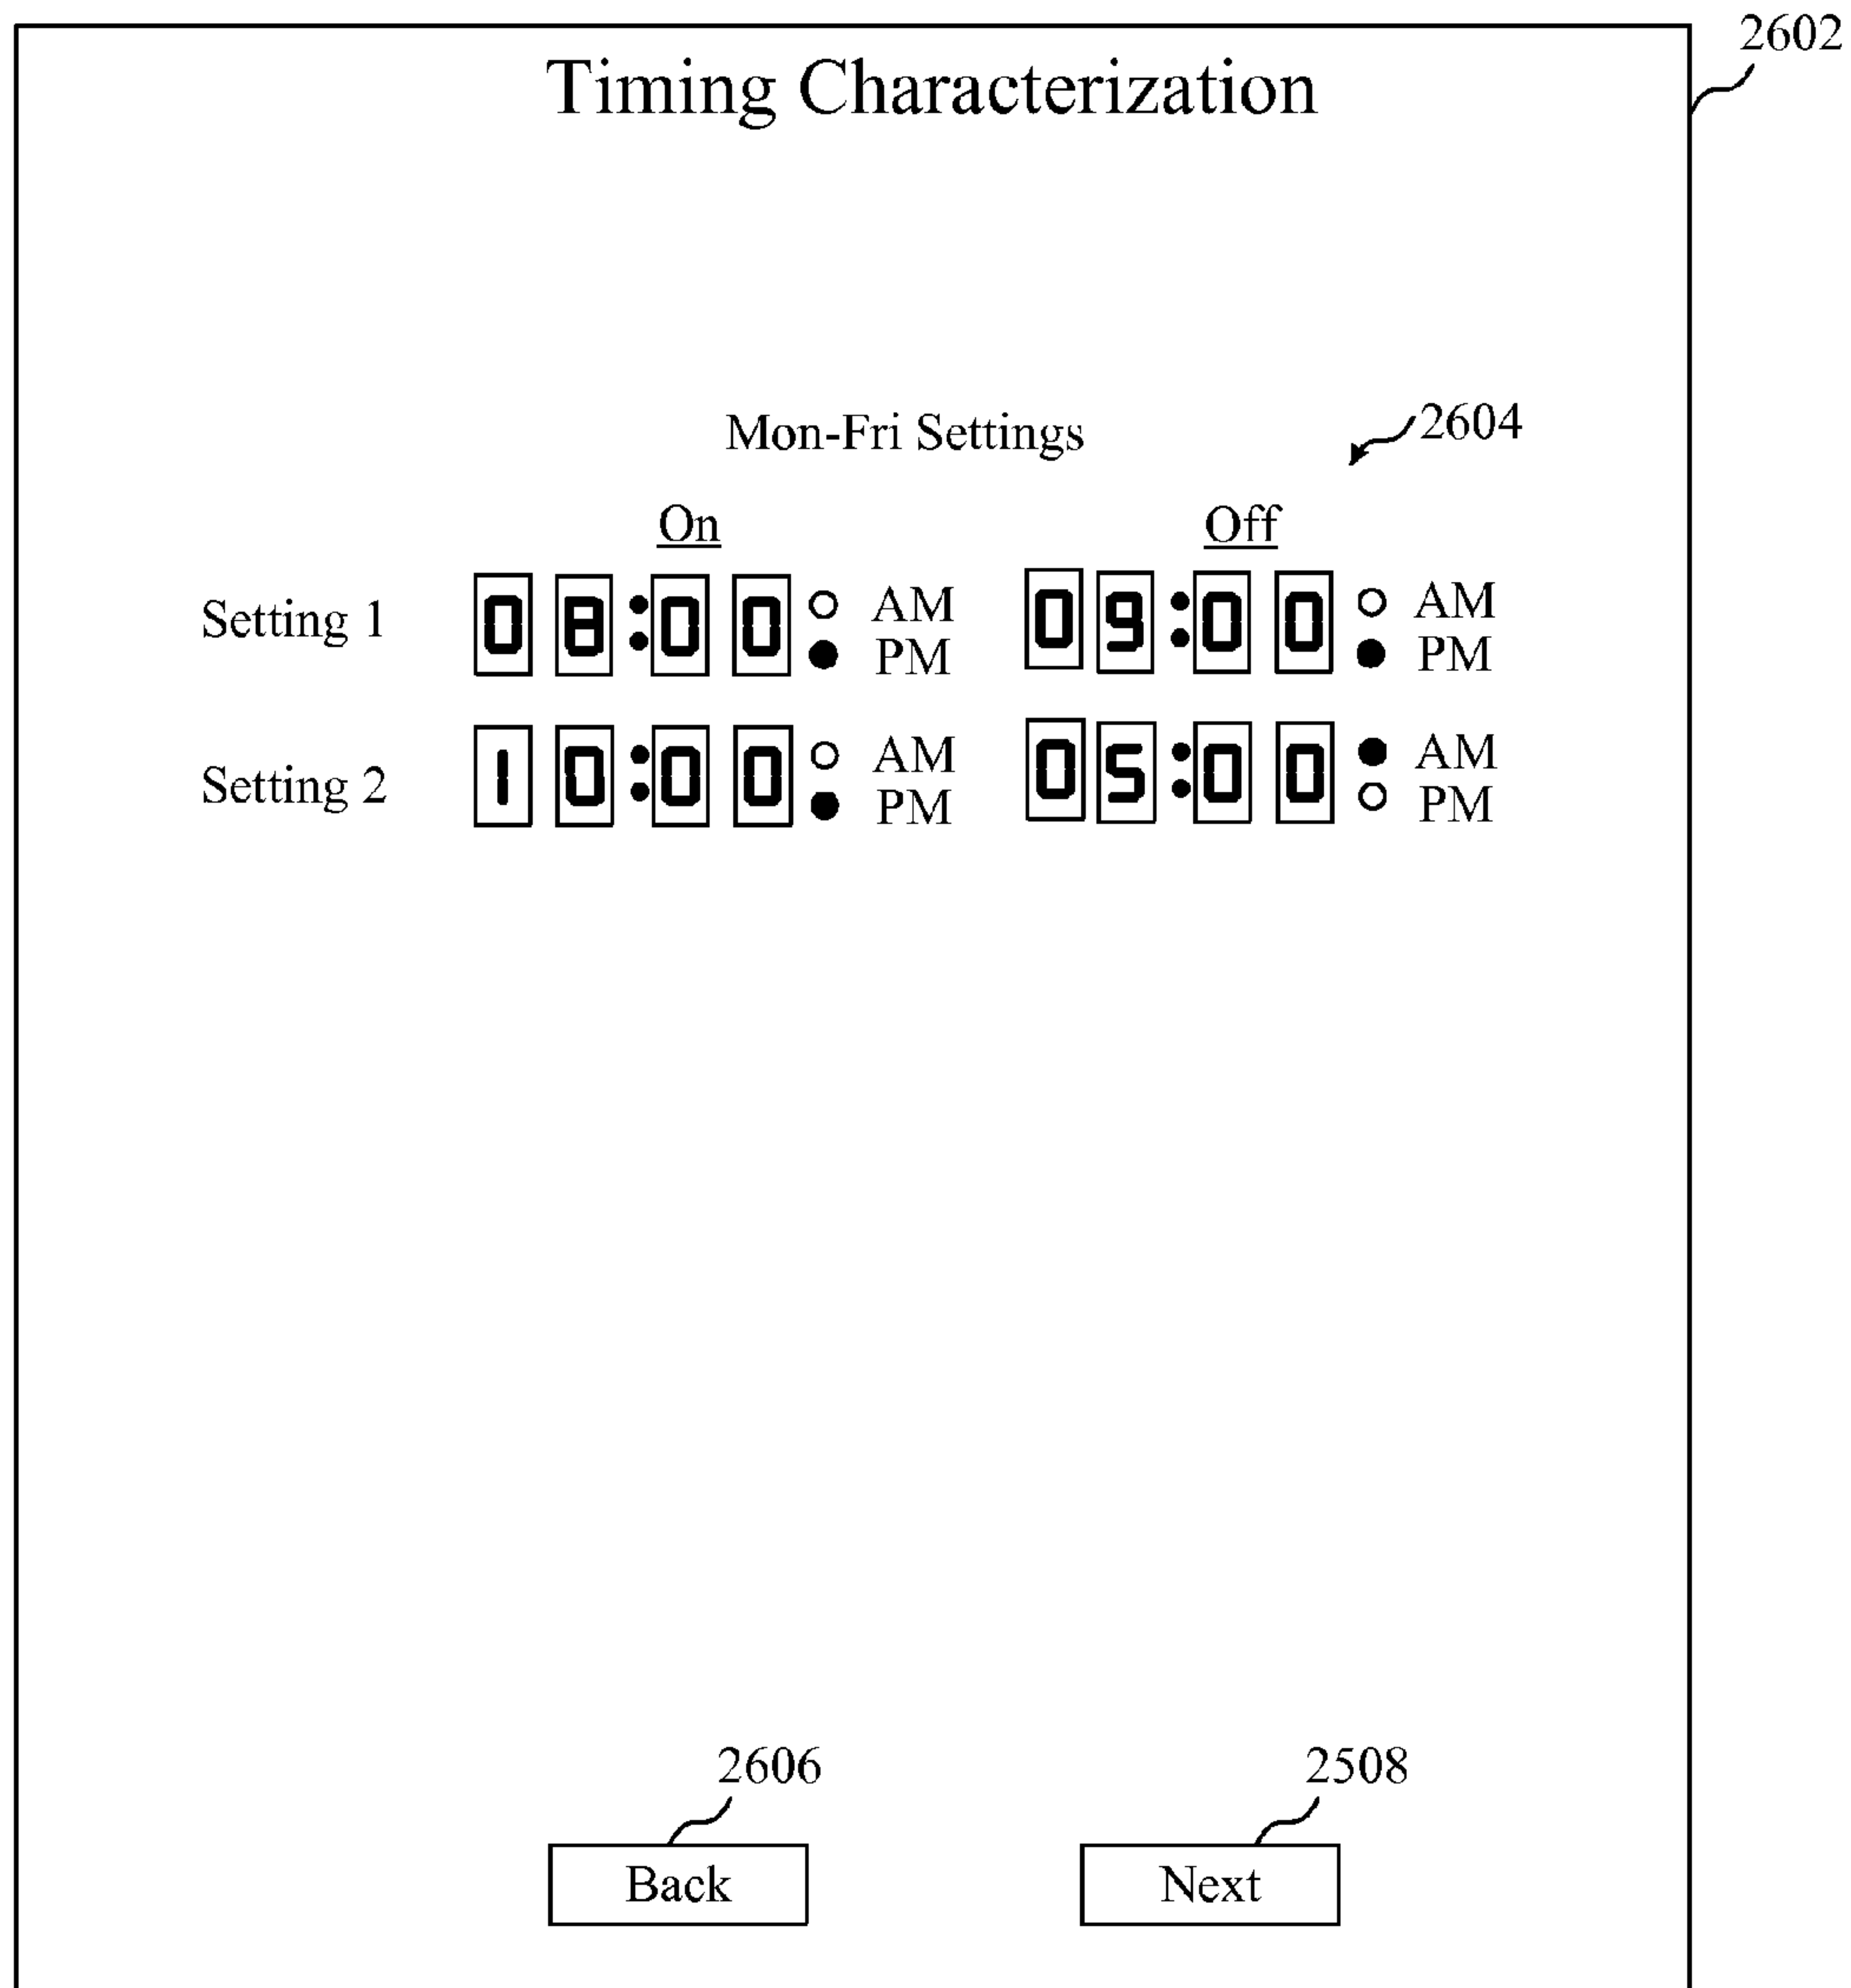 2602
Timing Characterization
Mon-Fri Settings
2604
On Off
Setting 1 08:00 AM PM 09:00 AM PM
Setting 2 10:00 AM PM 05:00 AM PM
2606 2508
Back Next